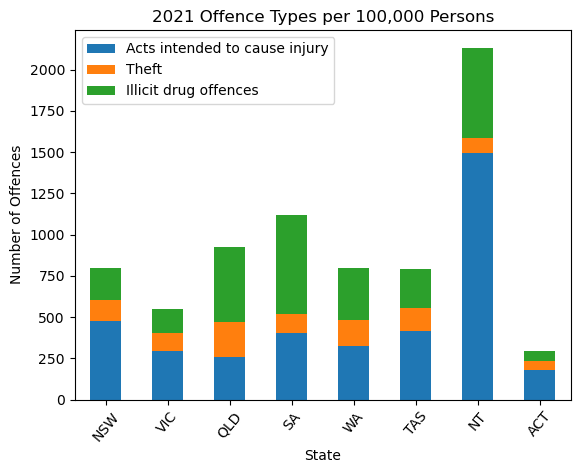 2021 Offence Types per 100,000 Persons
Acts intended to cause injury
Theft
Illicit drug offences
Number of Offences
2000
1750
1500
1250
1000
750
500
250
0
NSW
VIC
QLD
SA
WA
TAS
NT
ACT
State